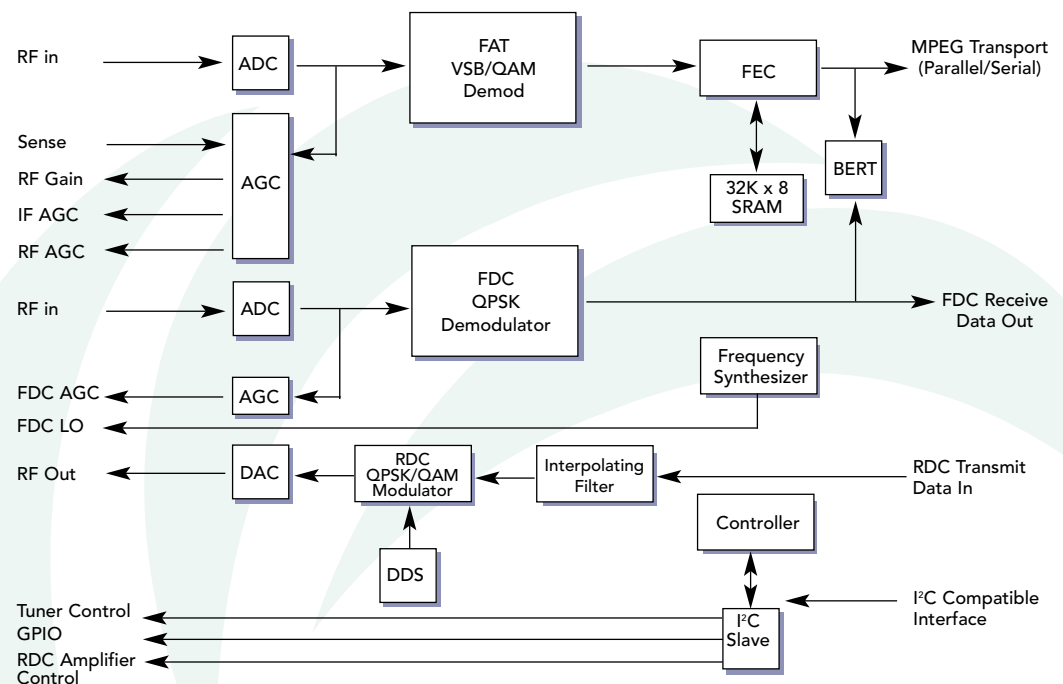 RF in
ADC
FAT
VSB/QAM
Demod
FEC
MPEG Transport
(Parallel/Serial)
Sense
RF Gain
IF AGC
RF AGC
AGC
32K x 8
SRAM
BERT
RF in
ADC
FDC
QPSK
Demodulator
FDC Receive
Data Out
Frequency
Synthesizer
FDC AGC
AGC
FDC LO
RF Out
DAC
RDC
QPSK/QAM
Modulator
Interpolating
Filter
RDC Transmit
Data In
Controller
DDS
I²C Compatible
Interface
I²C
Slave
Tuner Control
GPIO
RDC Amplifier
Control